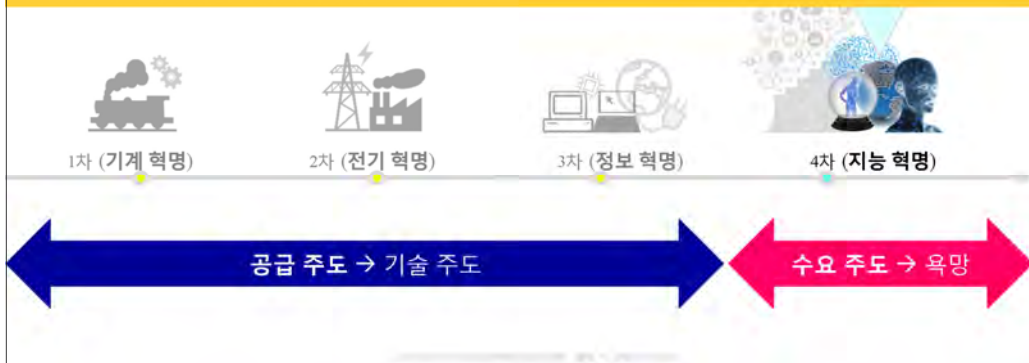 1차 (기계 혁명)
2차 (전기 혁명)
3차 (정보 혁명)
4차 (지능 혁명)
공급 주도 → 기술 주도
수요 주도 → 욕망